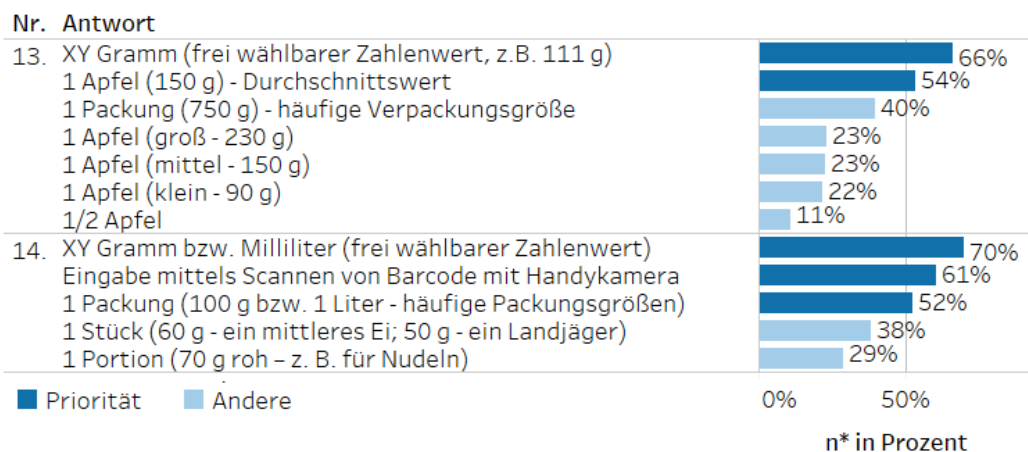 Nr. Antwort
13. XY Gramm (frei wählbarer Zahlenwert, z.B. 111 g) 66%
1 Apfel (150 g) - Durchschnittswert 54%
1 Packung (750 g) - häufige Verpackungsgröße 40%
1 Apfel (groß - 230 g) 23%
1 Apfel (mittel - 150 g) 23%
1 Apfel (klein - 90 g) 22%
1/2 Apfel 11%
14. XY Gramm bzw. Milliliter (frei wählbarer Zahlenwert) 70%
Eingabe mittels Scannen von Barcode mit Handykamera 61%
1 Packung (100 g bzw. 1 Liter - häufige Packungsgrößen) 52%
1 Stück (60 g - ein mittleres Ei; 50 g - ein Landjäger) 38%
1 Portion (70 g roh – z. B. für Nudeln) 29%
Priorität Andere 0% 50%
n* in Prozent